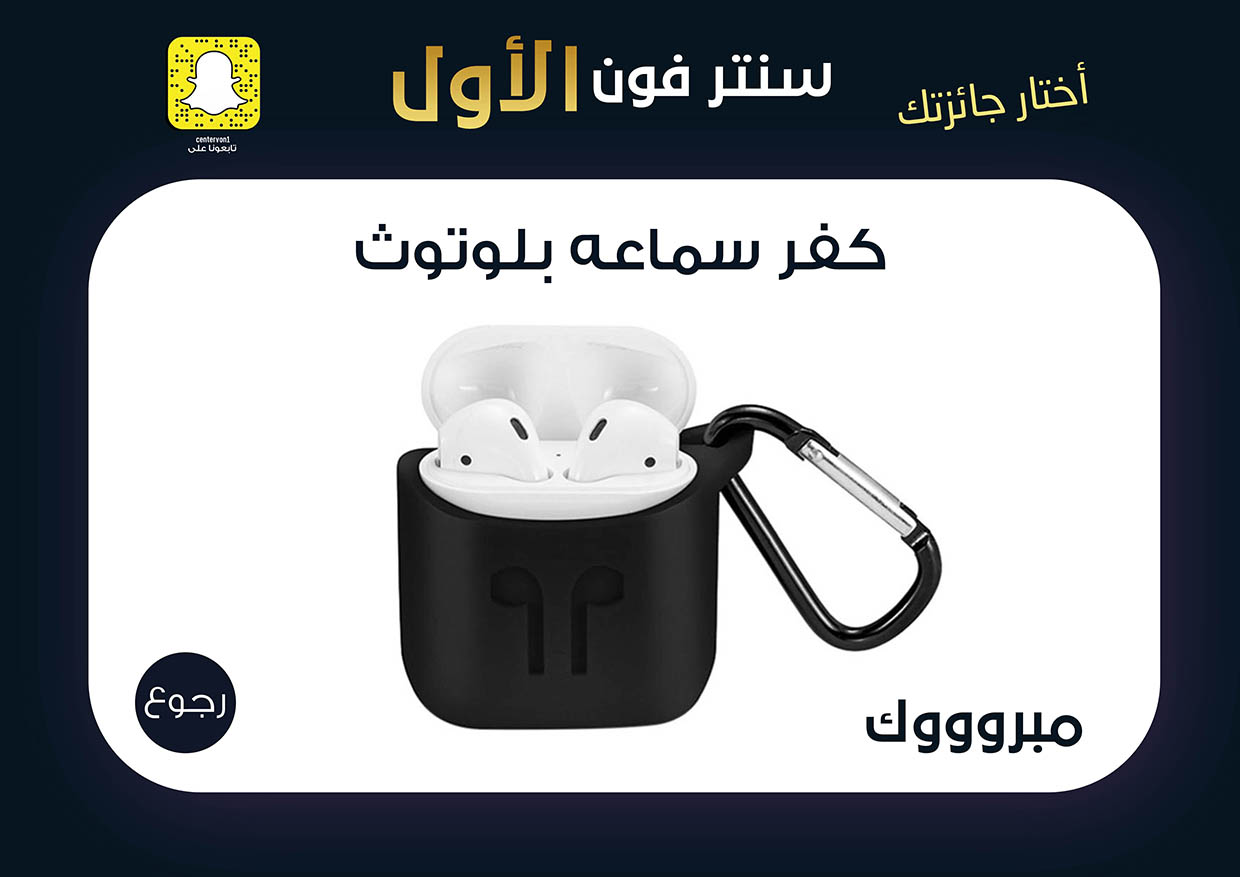 أختار جائزتك
سنتر فون الأول
centervon1
تابعونا على
كفر سماعه بلوتوث
مبروووك
رجوع